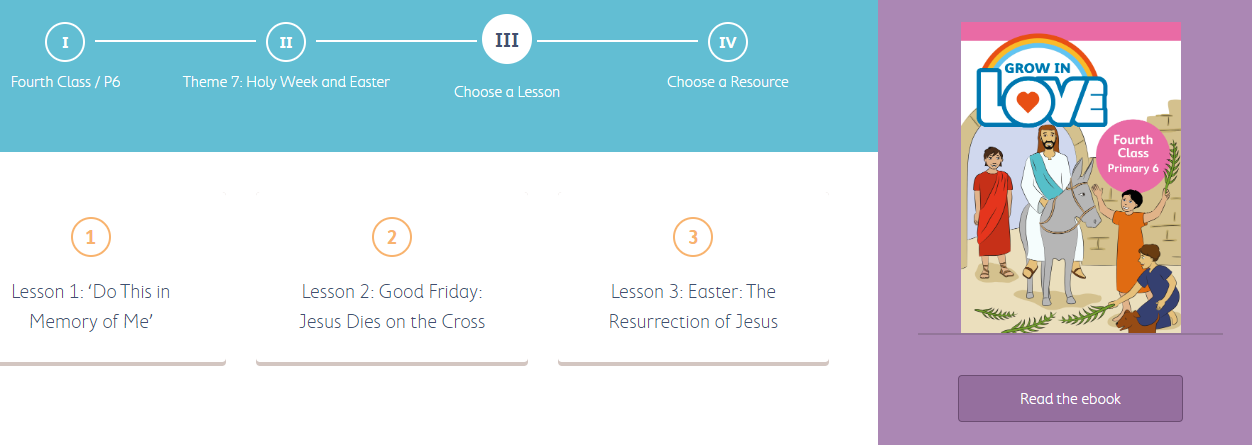 I
II
III
IV
Fourth Class / P6
Theme 7: Holy Week and Easter
Choose a Lesson
Choose a Resource
1
2
3
Lesson 1: ‘Do This in
Memory of Me’
Lesson 2: Good Friday:
Jesus Dies on the Cross
Lesson 3: Easter: The
Resurrection of Jesus
GROW IN
LOVE
Fourth
Class
Primary 6
Read the ebook